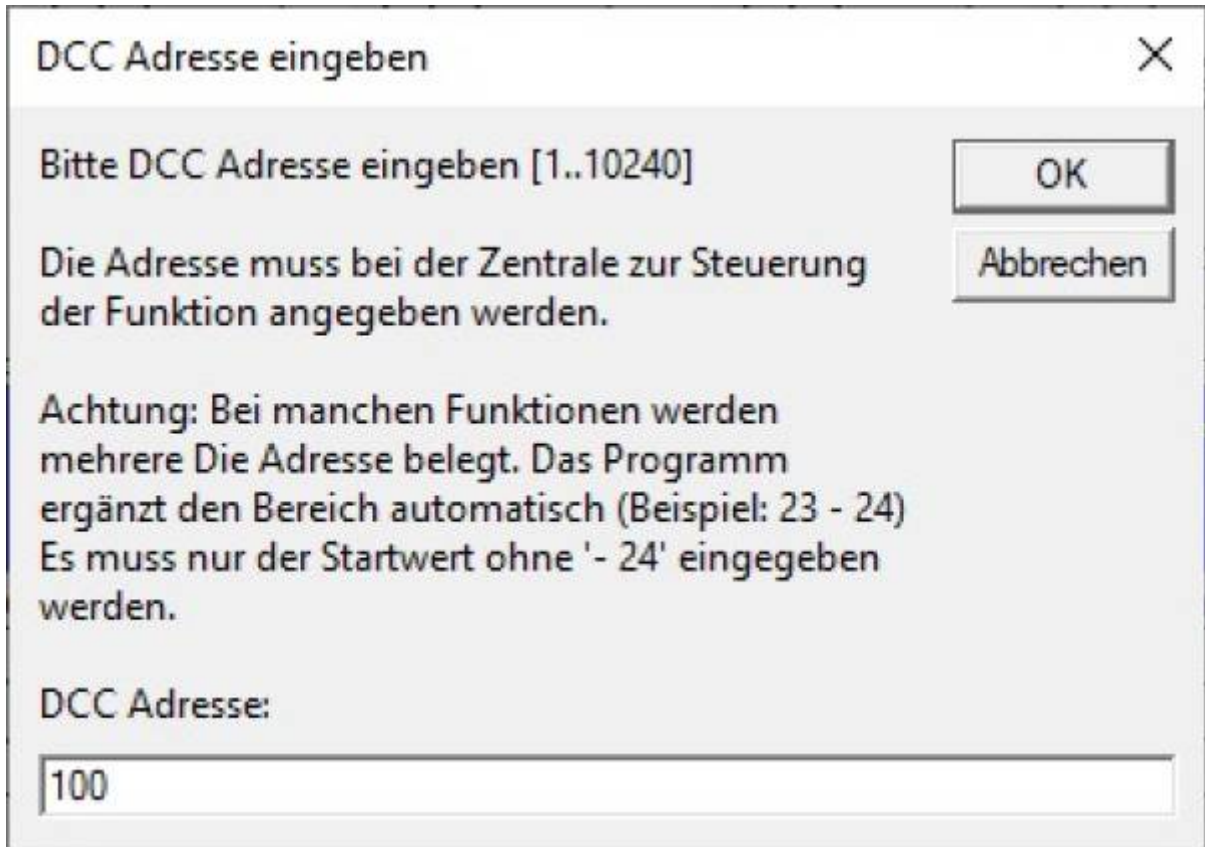 DCC Adresse eingeben
Bitte DCC Adresse eingeben [1..10240]
OK
Die Adresse muss bei der Zentrale zur Steuerung
der Funktion angegeben werden.
Abbrechen
Achtung: Bei manchen Funktionen werden
mehrere Die Adresse belegt. Das Programm
ergänzt den Bereich automatisch (Beispiel: 23 - 24)
Es muss nur der Startwert ohne '- 24' eingegeben
werden.
DCC Adresse:
100